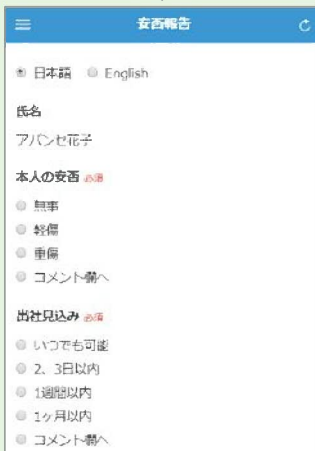 安否報告
日本語 English
氏名
アバンセ花子
本人の安否 必須
無事
軽傷
重傷
コメント欄へ
出社見込み 必須
いつでも可能
2、3日以内
1週間以内
1ヶ月以内
コメント欄へ